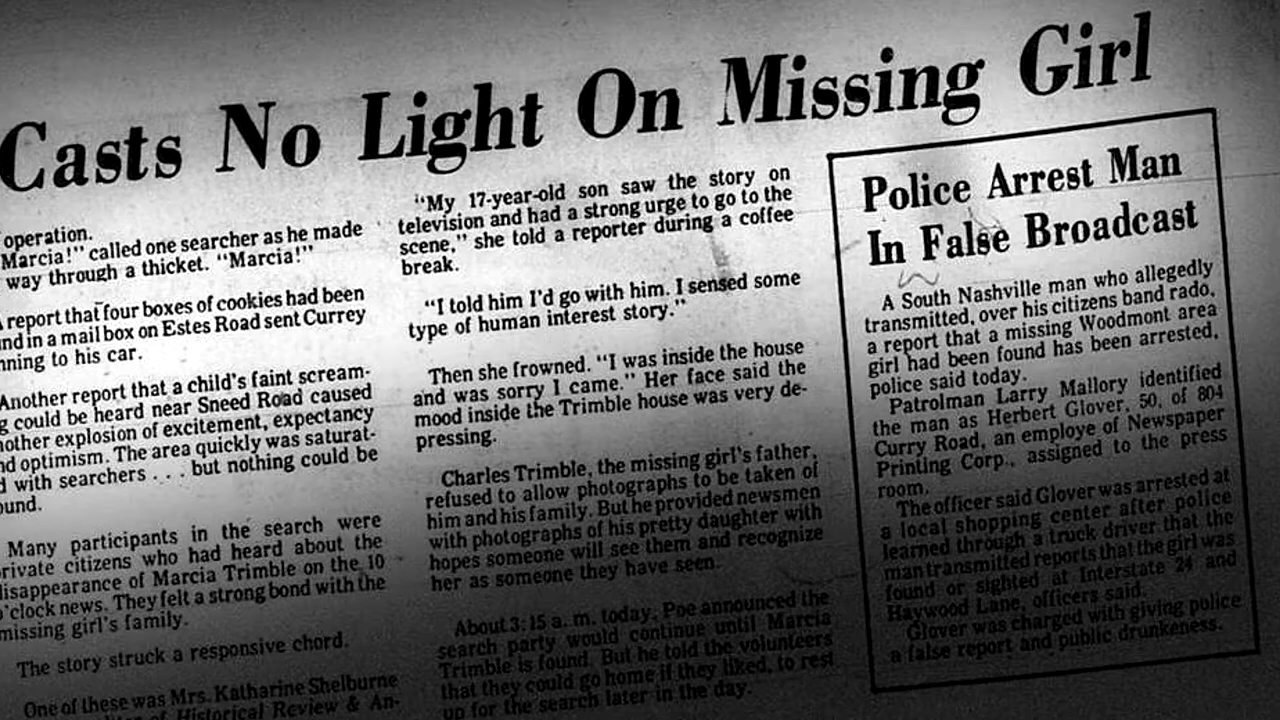 Casts No Light On Missing Girl
operation.
Marcia!" called one searcher as he made
way through a thicket. "Marcia!"
report that four boxes of cookies had been
nd in a mail box on Estes Road sent Currey
nning to his car.
Another report that a child's faint scream-
g could be heard near Sneed Road caused
nother explosion of excitement, expectancy
nd optimism. The area quickly was saturat-
d with searchers . . . but nothing could be
ound.
Many participants in the search were
rivate citizens who had heard about the
disappearance of Marcia Trimble on the 10
o'clock news. They felt a strong bond with the
missing girl's family.
The story struck a responsive chord.
One of these was Mrs. Katharine Shelburne
of Historical Review & An-
"My 17-year-old son saw the story on
television and had a strong urge to go to the
scene," she told a reporter during a coffee
break.
"I told him I'd go with him. I sensed some
type of human interest story."
Then she frowned. "I was inside the house
and was sorry I came." Her face said the
mood inside the Trimble house was very de-
pressing.
Charles Trimble, the missing girl's father,
refused to allow photographs to be taken of
him and his family. But he provided newsmen
with photographs of his pretty daughter with
hopes someone will see them and recognize
her as someone they have seen.
About 3:15 a. m. today, Poe announced the
search party would continue until Marcia
Trimble is found. But he told the volunteers
that they could go home if they liked, to rest
up for the search later in the day.
Police Arrest Man
In False Broadcast
A South Nashville man who allegedly
transmitted, over his citizens band rado,
a report that a missing Woodmont area
girl had been found has been arrested,
police said today.
Patrolman Larry Mallory identified
the man as Herbert Glover, 50, of 804
Curry Road, an employe of Newspaper
Printing Corp., assigned to the press
room.
The officer said Glover was arrested at
a local shopping center after police
learned through a truck driver that the
man transmitted reports that the girl was
found or sighted at Interstate 24 and
Haywood Lane, officers said.
Glover was charged with giving police
a false report and public drunkeness.